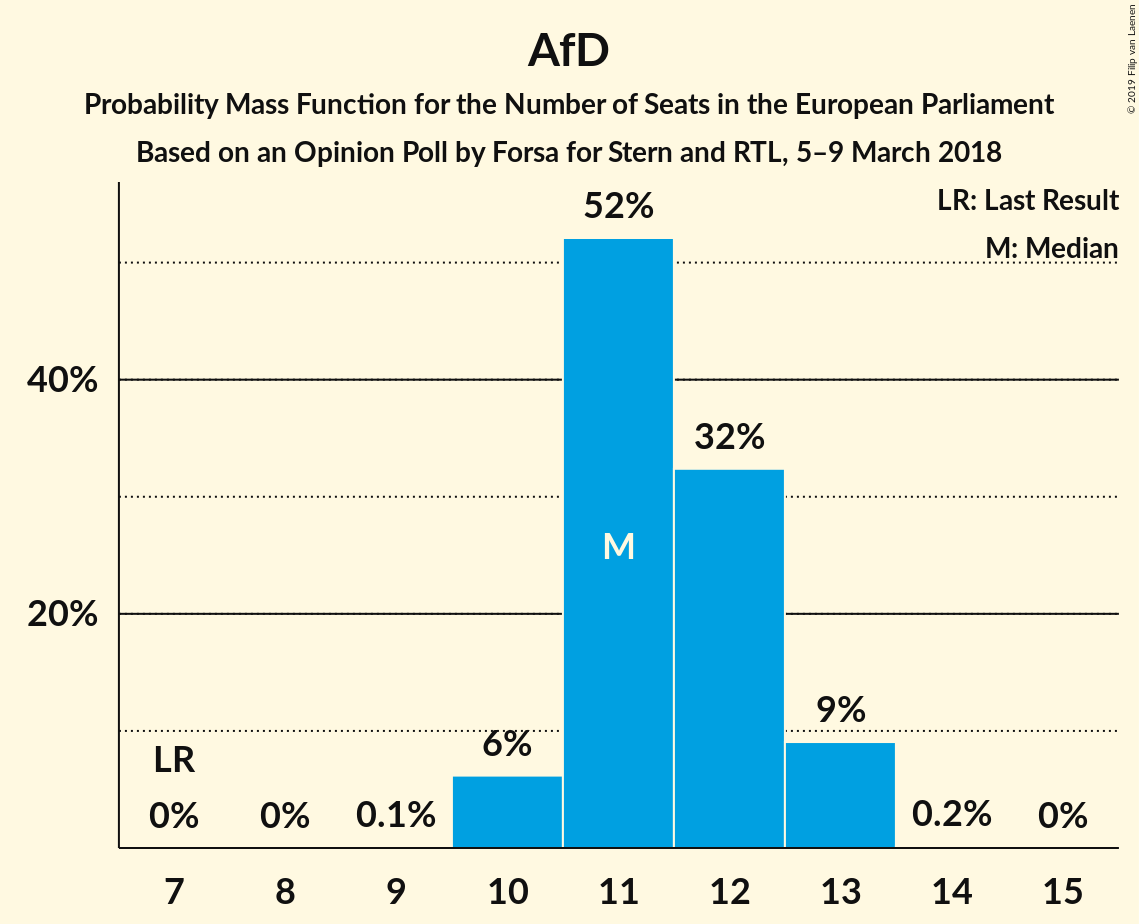 AfD
Probability Mass Function for the Number of Seats in the European Parliament
Based on an Opinion Poll by Forsa for Stern and RTL, 5–9 March 2018
© 2019 Filip van Laenen
LR: Last Result
M: Median
52%
40%
32%
M
20%
9%
6%
LR
0% 0% 0.1% 0.2% 0%
7 8 9 10 11 12 13 14 15